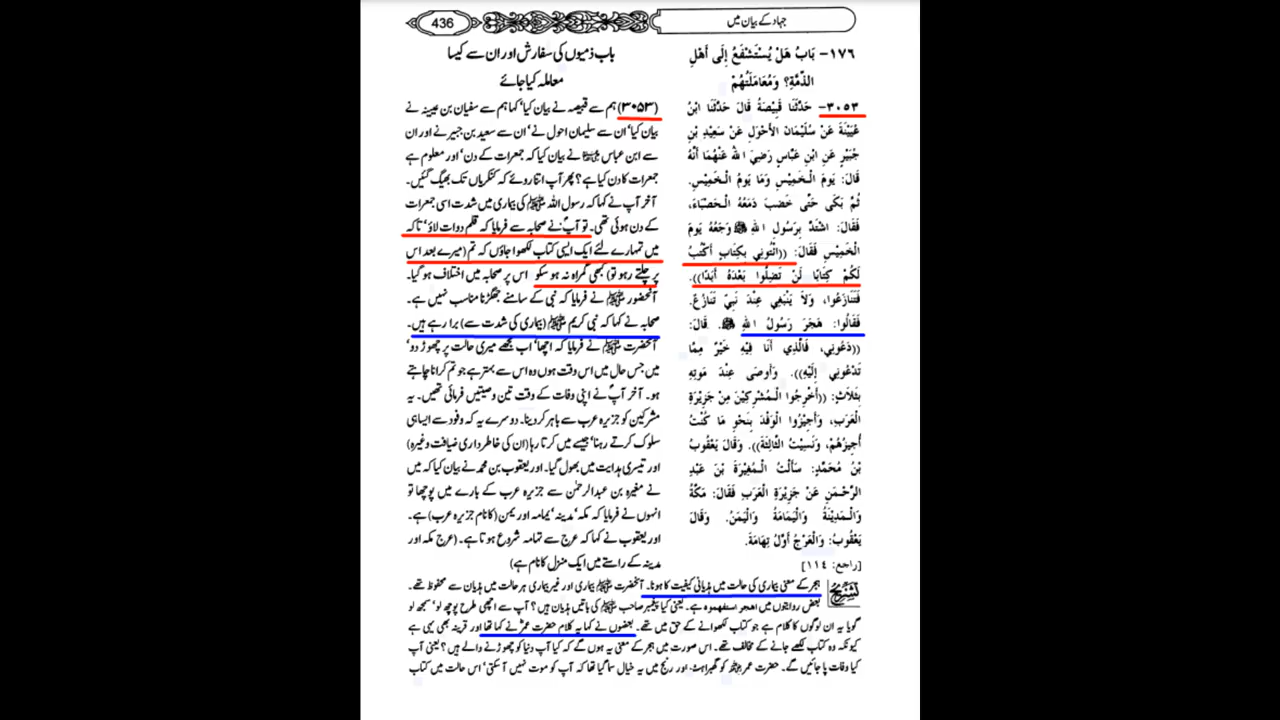 جہاد کے بیان میں
436
١٧٦- بَابُ هَلْ يُسْتَشْفَعُ إِلَى أَهْلِ
الذِّمَّةِ؟ وَمُعَامَلَتُهُمْ
٣٠٥٣- حَدَّثَنَا قَبِيصَةُ قَالَ حَدَّثَنَا ابْنُ
عُيَيْنَةَ عَنْ سُلَيْمَانَ الأَحْوَلِ عَنْ سَعِيْدِ بْنِ
جُبَيْرٍ عَنِ ابْنِ عَبَّاسٍ رَضِيَ اللهُ عَنْهُمَا أَنَّهُ
قَالَ: يَومُ الْـخَمِيْسِ وَمَا يَومُ الْـخَمِيْسِ.
ثُمَّ بَكَى حَتَّى خَضَبَ دَمْعُهُ الْـحَصْبَاءَ،
فَقَالَ: اشْتَدَّ بِرَسُولِ اللهِ ﷺ وَجَعُهُ يَومَ
الْخَمِيْسِ فَقَالَ: ((ائْتُونِي بِكِتَابٍ أَكْتُبْ
لَكُمْ كِتَابًا لَنْ تَضِلُّوا بَعْدَهُ أَبَدًا)).
فَتَنَازَعُوا، وَلاَ يَنْبَغِي عِنْدَ نَبِيٍّ تَنَازُعٌ.
فَقَالُوا: هَجَرَ رَسُولُ اللهِ ﷺ. قَالَ:
((دَعُونِي، فَالَّذِي أَنَا فِيْهِ خَيْرٌ مِمَّا
تَدْعُونِي إِلَيْهِ)). وَأَوصَى عِنْدَ مَوتِهِ
بِثَلاَثٍ: ((أَخْرِجُوا الْـمُشْرِكِيْنَ مِنْ جَزِيْرَةِ
الْعَرَبِ، وَأَجِيْزُوا الْوَفْدَ بِنَحْوِ مَا كُنْتُ
أُجِيْزُهُمْ، وَنَسِيْتُ الثَّالِثَةَ)). وَقَالَ يَعْقُوبُ
بْنُ مُحَمَّدٍ: سَأَلْتُ الْـمُغِيْرَةَ بْنَ عَبْدِ
الرَّحْمَنِ عَنْ جَزِيْرَةِ الْعَرَبِ فَقَالَ: مَكَّةُ
وَالْـمَدِيْنَةُ وَالْيَمَامَةُ وَالْيَمَنُ. وَقَالَ
يَعْقُوبُ: وَالْعَرْجُ أَوَّلُ تِهَامَةَ.
[راجع: ١١٤]
باب ذمیوں کی سفارش اور ان سے کیسا
معاملہ کیا جائے
(۳۰۵۳) ہم سے قبیصہ نے بیان کیا' کہا ہم سے سفیان بن عیینہ نے
بیان کیا' ان سے سلیمان احول نے' ان سے سعید بن جبیر نے اور ان
سے ابن عباس رضی اللہ عنہما نے بیان کیا کہ جمعرات کے دن' اور معلوم ہے
جمعرات کا دن کیا ہے؟ پھر آپ اتنا روئے کہ کنکریاں تک بھیگ گئیں۔
آخر آپ نے کہا کہ رسول اللہ ﷺ کی بیماری میں شدت اسی جمعرات
کے دن ہوئی تھی۔ تو آپؐ نے صحابہ سے فرمایا کہ قلم دوات لاؤ' تاکہ
میں تمہارے لئے ایک ایسی کتاب لکھوا جاؤں کہ تم (میرے بعد اس
پر چلتے رہو تو) کبھی گمراہ نہ ہو سکو اس پر صحابہ میں اختلاف ہو گیا۔
آنحضور ﷺ نے فرمایا کہ نبی کے سامنے جھگڑنا مناسب نہیں ہے۔
صحابہ نے کہا کہ نبی کریم ﷺ (بیماری کی شدت سے) برا رہے ہیں۔
آنحضرت ﷺ نے فرمایا کہ اچھا' اب مجھے میری حالت پر چھوڑ دو'
میں جس حال میں اس وقت ہوں وہ اس سے بہتر ہے جو تم کرانا چاہتے
ہو۔ آخر آپؐ نے اپنی وفات کے وقت تین وصیتیں فرمائی تھیں۔ یہ
مشرکین کو جزیرہ عرب سے باہر کر دینا۔ دوسرے یہ کہ وفود سے ایسا ہی
سلوک کرتے رہنا' جیسے میں کرتا رہا (ان کی خاطرداری ضیافت وغیرہ)
اور تیسری ہدایت میں بھول گیا۔ اور یعقوب بن محمد نے بیان کیا کہ میں
نے مغیرہ بن عبدالرحمٰن سے جزیرہ عرب کے بارے میں پوچھا تو
انہوں نے فرمایا کہ مکہ' مدینہ' یمامہ اور یمن (کا نام جزیرہ عرب) ہے۔
اور یعقوب نے کہا کہ عرج سے تہامہ شروع ہوتا ہے۔ (عرج مکہ اور
مدینہ کے راستے میں ایک منزل کا نام ہے)
تشریح ہجر کے معنی بیماری کی حالت میں ہذیانی کیفیت کا ہونا۔ آنحضرت ﷺ بیماری اور غیر بیماری ہر حالت میں ہذیان سے محفوظ تھے۔
بعض روایتوں میں اهجر استفهموه ہے۔ یعنی کیا پیغمبر صاحب ﷺ کی باتیں ہذیان ہیں؟ آپ سے اچھی طرح پوچھ لو' سمجھ لو
گویا یہ ان لوگوں کا کلام ہے جو کتاب لکھوانے کے حق میں تھے۔ بعضوں نے کہا یہ کلام حضرت عمرؓ نے کہا تھا اور قرینہ بھی یہی ہے
کیونکہ وہ کتاب لکھے جانے کے مخالف تھے۔ اس صورت میں ہجر کے معنی یہ ہوں گے کہ کیا آپ دنیا کو چھوڑنے والے ہیں؟ یعنی آپ
کیا وفات پا جائیں گے۔ حضرت عمر رضی اللہ عنہ کو گھبراہٹ اور رنج میں یہ خیال سما گیا تھا کہ آپ کو موت نہیں آ سکتی' اس حالت میں کتاب